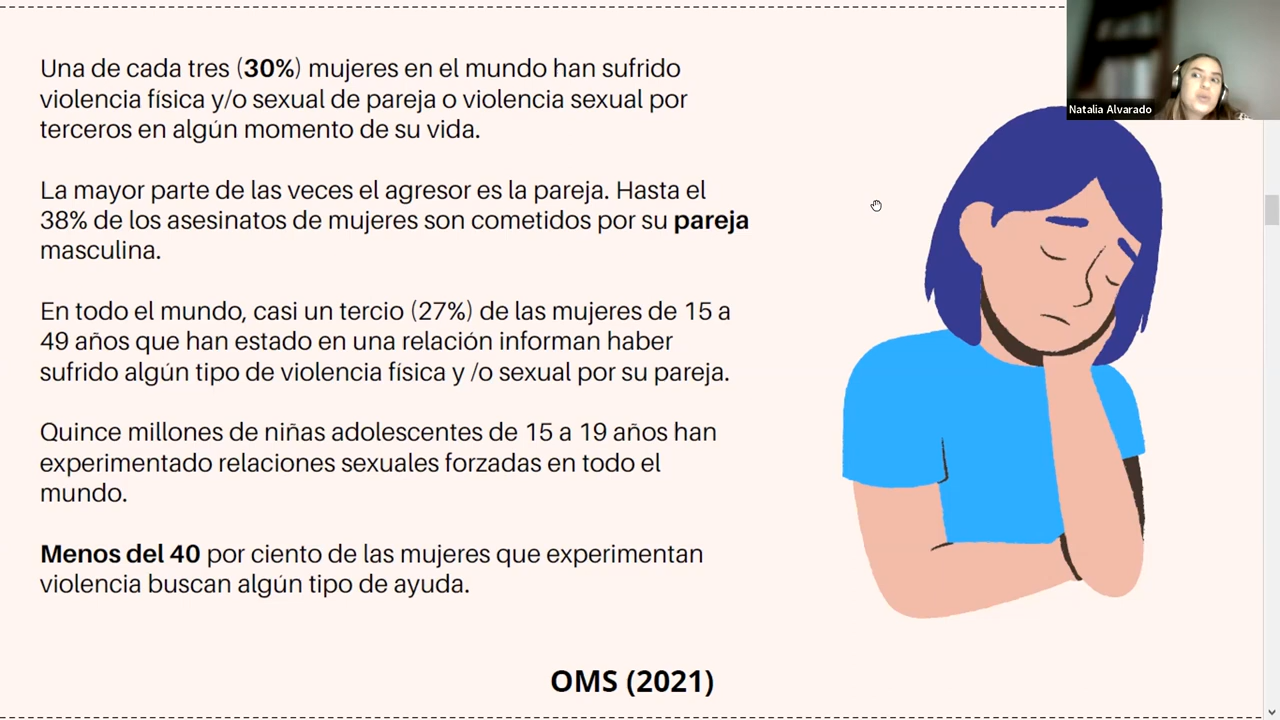 Una de cada tres (30%) mujeres en el mundo han sufrido
violencia física y/o sexual de pareja o violencia sexual por
terceros en algún momento de su vida.
La mayor parte de las veces el agresor es la pareja. Hasta el
38% de los asesinatos de mujeres son cometidos por su pareja
masculina.
En todo el mundo, casi un tercio (27%) de las mujeres de 15 a
49 años que han estado en una relación informan haber
sufrido algún tipo de violencia física y /o sexual por su pareja.
Quince millones de niñas adolescentes de 15 a 19 años han
experimentado relaciones sexuales forzadas en todo el
mundo.
Menos del 40 por ciento de las mujeres que experimentan
violencia buscan algún tipo de ayuda.
OMS (2021)
Natalia Alvarado